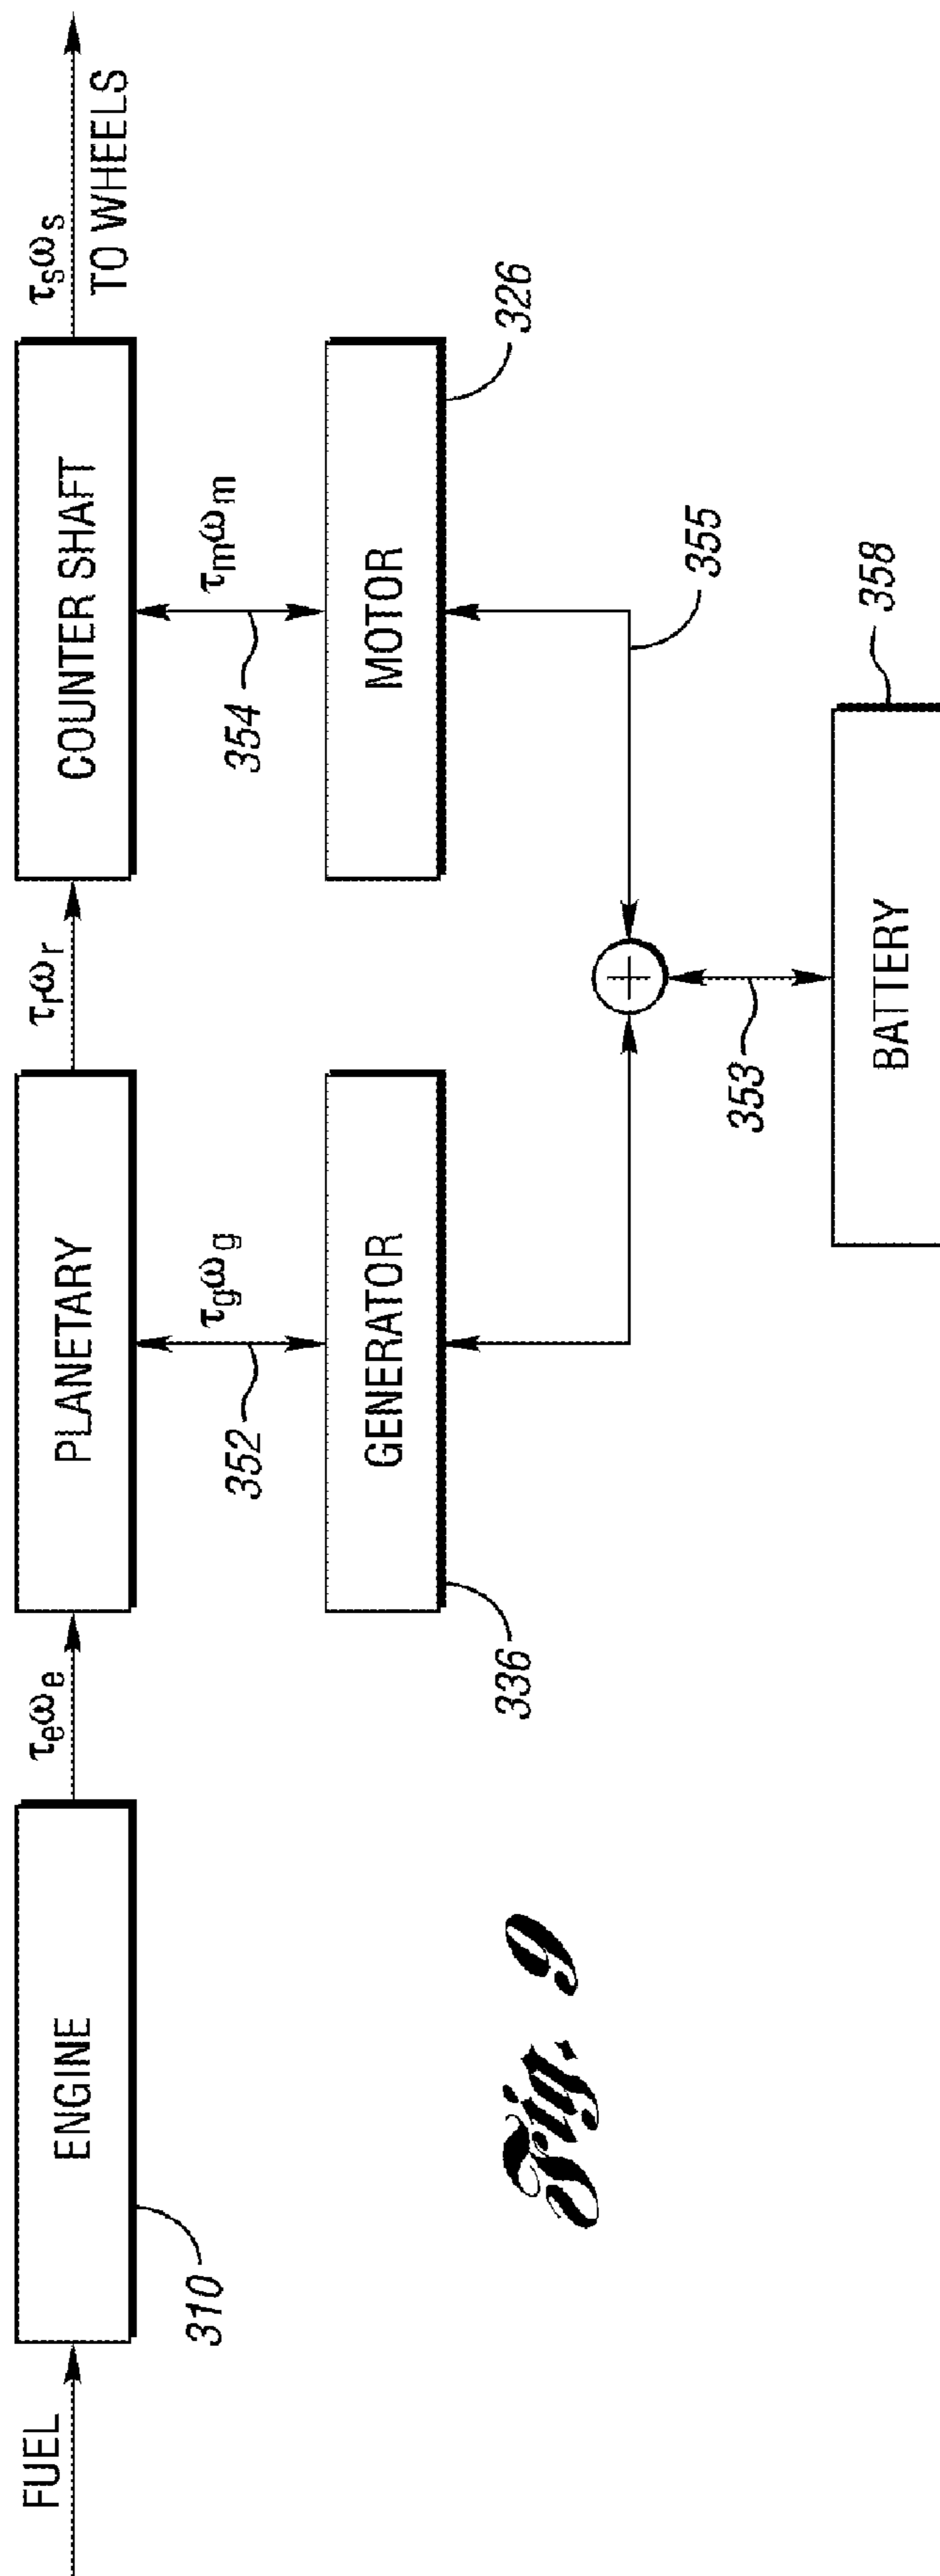 FUEL
ENGINE
310
τeωe
PLANETARY
τrωr
COUNTER SHAFT
τsωs
TO WHEELS
352
τgωg
354
τmωm
GENERATOR
336
MOTOR
326
353
355
BATTERY
358
Fig. 9